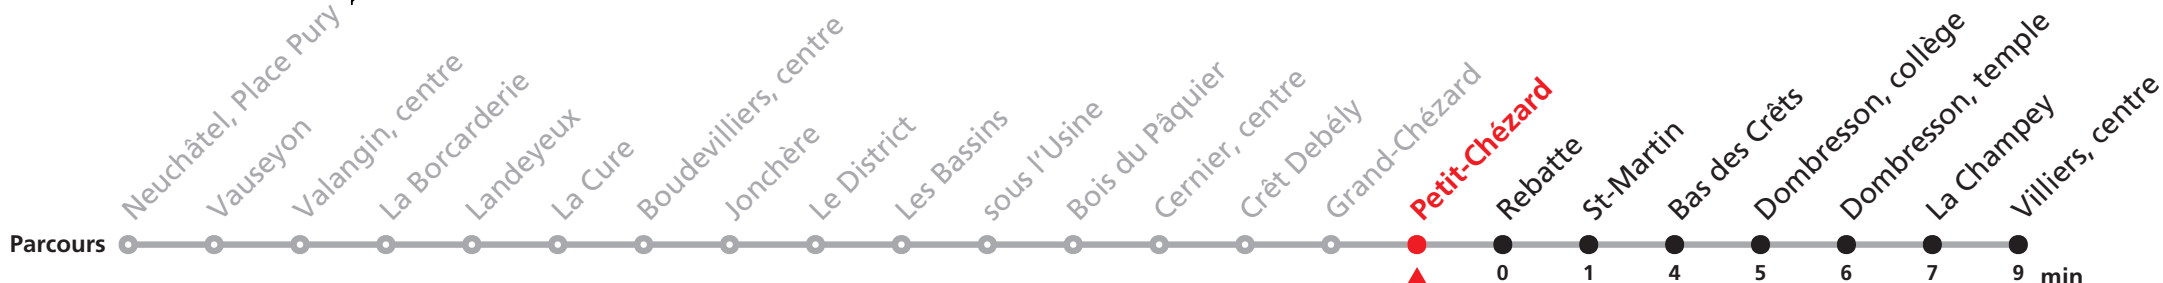 Neuchâtel, Place Pury
Vauseyon
Valangin, centre
La Borcarderie
Landeyeux
La Cure
Boudevilliers, centre
Jonchère
Le District
Les Bassins
sous l'Usine
Bois du Pâquier
Cernier, centre
Crêt Debély
Grand-Chézard
Petit-Chézard
Rebatte
St-Martin
Bas des Crêts
Dombresson, collège
Dombresson, temple
La Champey
Villiers, centre
Parcours
0 1 4 5 6 7 9 min